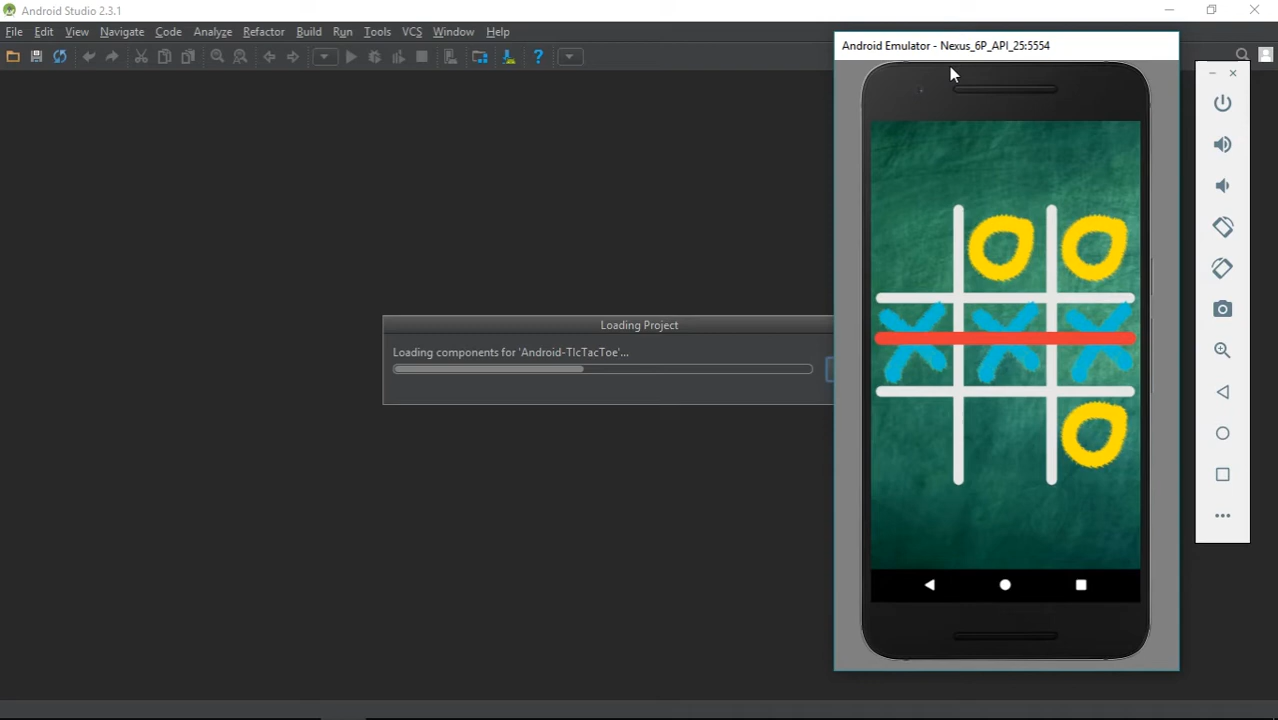 Android Studio 2.3.1
File Edit View Navigate Code Analyze Refactor Build Run Tools VCS Window Help
Android Emulator - Nexus_6P_API_25:5554
Loading Project
Loading components for 'Android-TIcTacToe'...